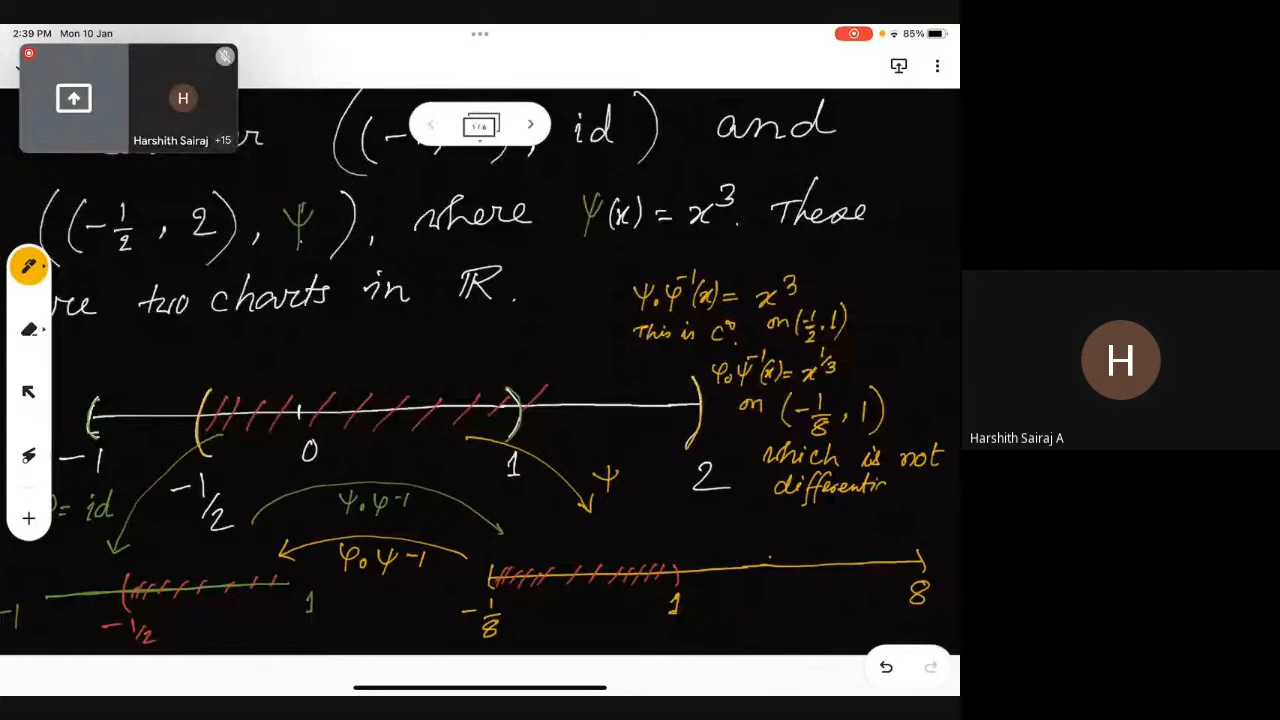 2:39 PM Mon 10 Jan
85%
H
Harshith Sairaj +15
1 / 6
, id ) and
((-1/2, 2), Ψ), where Ψ(x) = x³. These
two charts in ℝ.
Ψ∘φ⁻¹(x) = x³
This is C^∞ on (-1/2, 1)
φ∘Ψ⁻¹(x) = x^{1/3}
on (-1/8, 1)
which is not
differentir
-1
-1/2
0
1
2
= id
Ψ∘φ-1
Ψ
φ∘Ψ-1
-1
-1/2
1
-1/8
1
8
H
Harshith Sairaj A